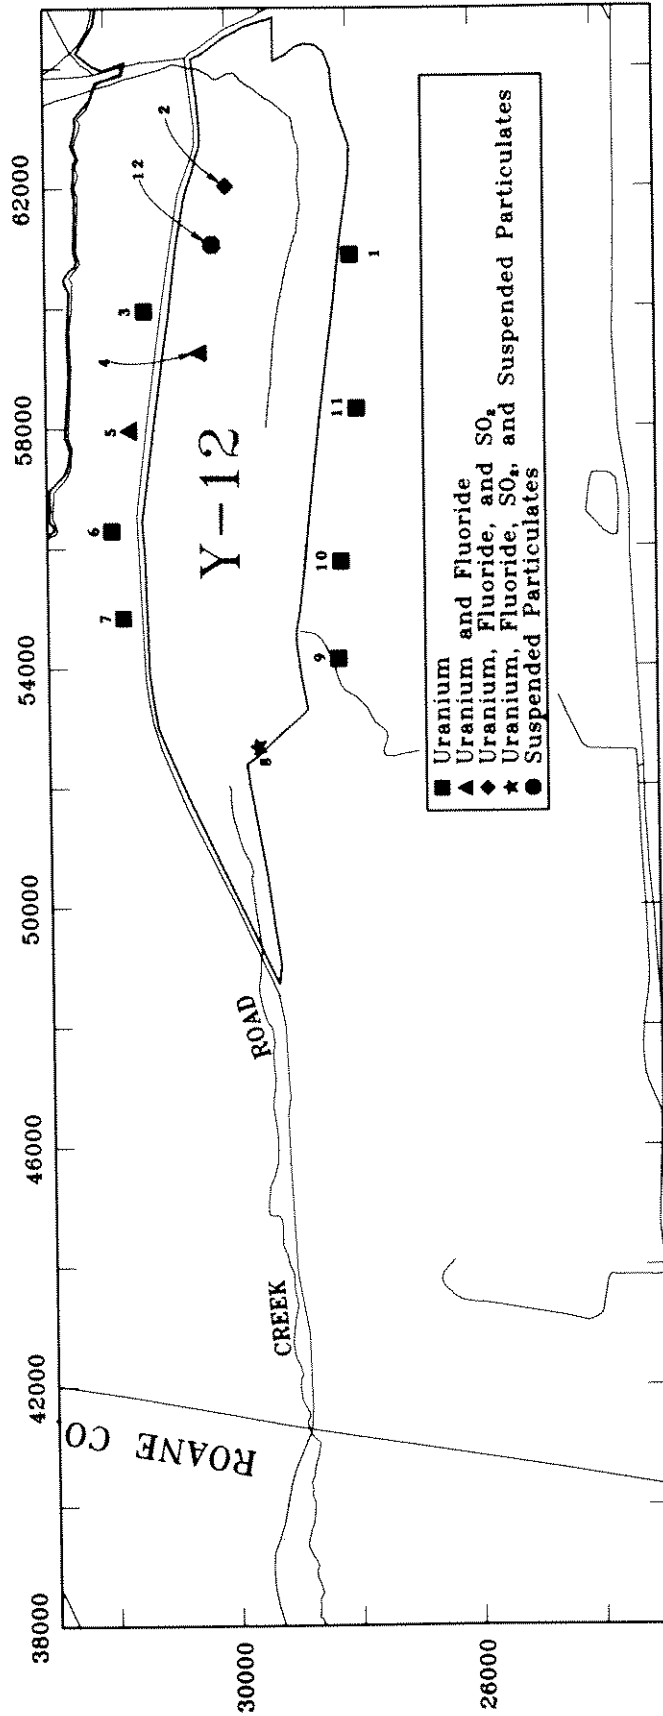 38000
42000
46000
50000
54000
58000
62000
30000
26000
ROANE CO
CREEK
ROAD
Y-12
7
6
5
4
3
12
2
8
9
10
11
1
Uranium
Uranium and Fluoride
Uranium, Fluoride, and SO₂
Uranium, Fluoride, SO₂, and Suspended Particulates
Suspended Particulates